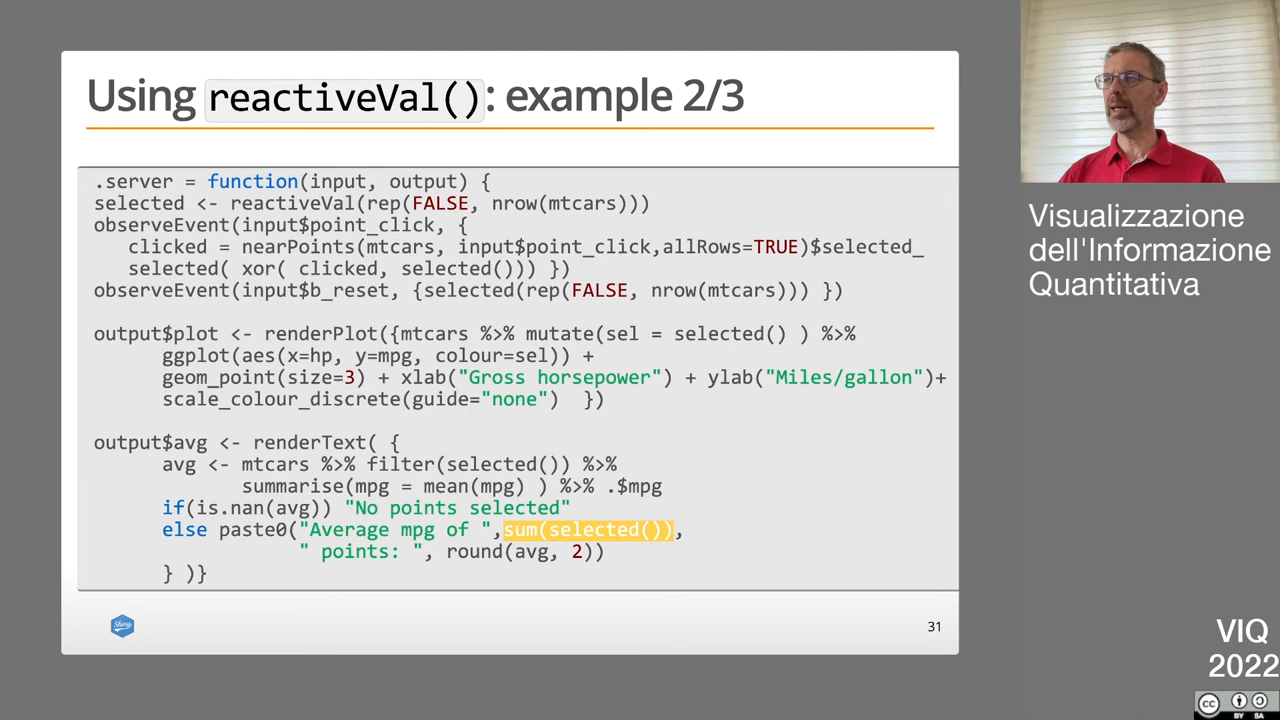 Using reactiveVal(): example 2/3
.server = function(input, output) {
selected <- reactiveVal(rep(FALSE, nrow(mtcars)))
observeEvent(input$point_click, {
clicked = nearPoints(mtcars, input$point_click,allRows=TRUE)$selected_
selected( xor( clicked, selected())) })
observeEvent(input$b_reset, {selected(rep(FALSE, nrow(mtcars))) })
output$plot <- renderPlot({mtcars %>% mutate(sel = selected() ) %>%
ggplot(aes(x=hp, y=mpg, colour=sel)) +
geom_point(size=3) + xlab("Gross horsepower") + ylab("Miles/gallon")+
scale_colour_discrete(guide="none")  })
output$avg <- renderText( {
avg <- mtcars %>% filter(selected()) %>%
summarise(mpg = mean(mpg) ) %>% .$mpg
if(is.nan(avg)) "No points selected"
else paste0("Average mpg of ",sum(selected()),
" points: ", round(avg, 2))
} )}
Shiny
31
Visualizzazione
dell'Informazione
Quantitativa
VIQ
2022
cc
BY SA